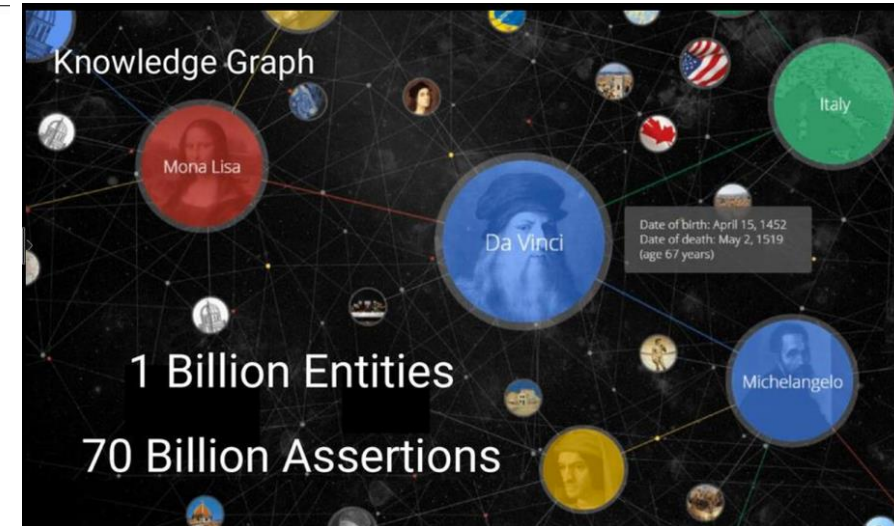 Knowledge Graph
Mona Lisa
Italy
Da Vinci
Date of birth: April 15, 1452
Date of death: May 2, 1519
(age 67 years)
1 Billion Entities
Michelangelo
70 Billion Assertions